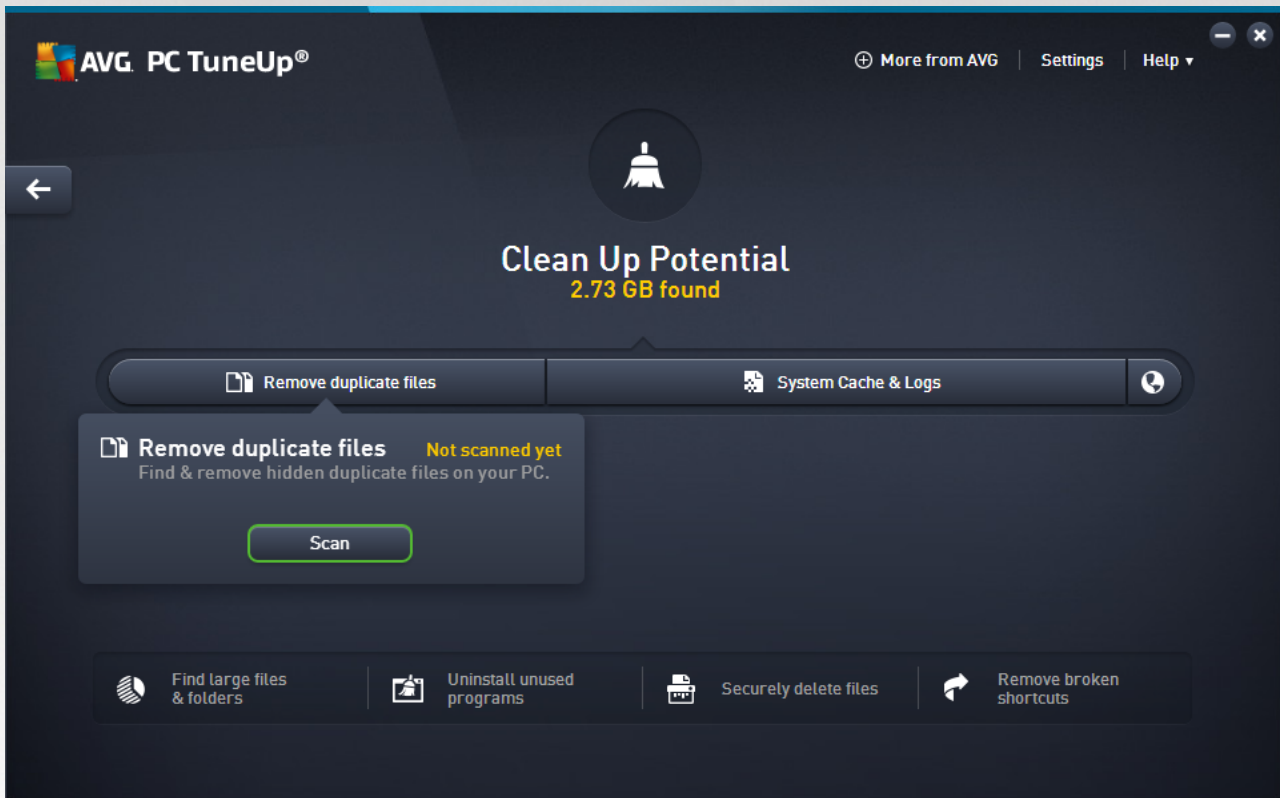 AVG. PC TuneUp®
More from AVG
Settings
Help
Clean Up Potential
2.73 GB found
Remove duplicate files
System Cache & Logs
Remove duplicate files
Not scanned yet
Find & remove hidden duplicate files on your PC.
Scan
Find large files
& folders
Uninstall unused
programs
Securely delete files
Remove broken
shortcuts